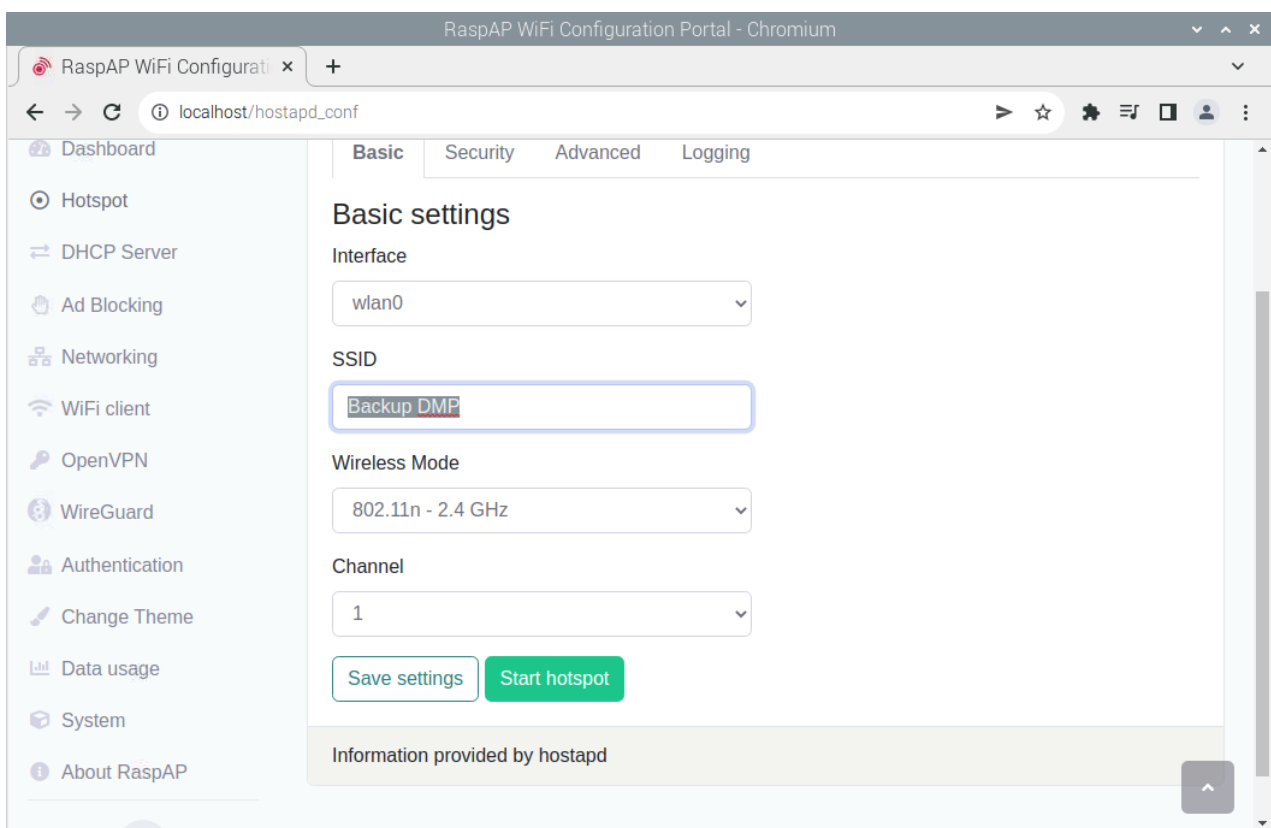 RaspAP WiFi Configuration Portal - Chromium
RaspAP WiFi Configurati
localhost/hostapd_conf
Dashboard
Hotspot
DHCP Server
Ad Blocking
Networking
WiFi client
OpenVPN
WireGuard
Authentication
Change Theme
Data usage
System
About RaspAP
Basic Security Advanced Logging
Basic settings
Interface
wlan0
SSID
Backup DMP
Wireless Mode
802.11n - 2.4 GHz
Channel
1
Save settings Start hotspot
Information provided by hostapd